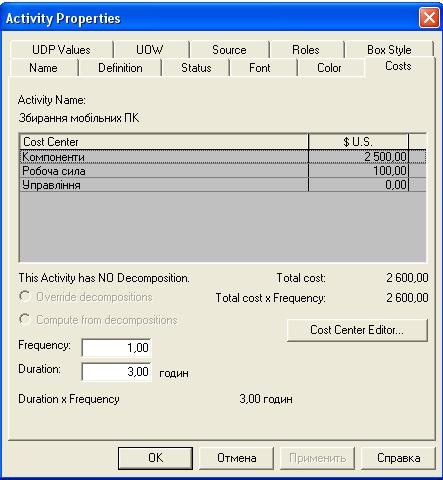 Activity Properties
UDP Values UOW Source Roles Box Style
Name Definition Status Font Color Costs
Activity Name:
Збирання мобільних ПК
Cost Center $ U.S.
Компоненти 2 500,00
Робоча сила 100,00
Управління 0,00
This Activity has NO Decomposition. Total cost: 2 600,00
Override decompositions Total cost x Frequency: 2 600,00
Compute from decompositions
Cost Center Editor...
Frequency: 1,00
Duration: 3,00 годин
Duration x Frequency 3,00 годин
OK Отмена Применить Справка